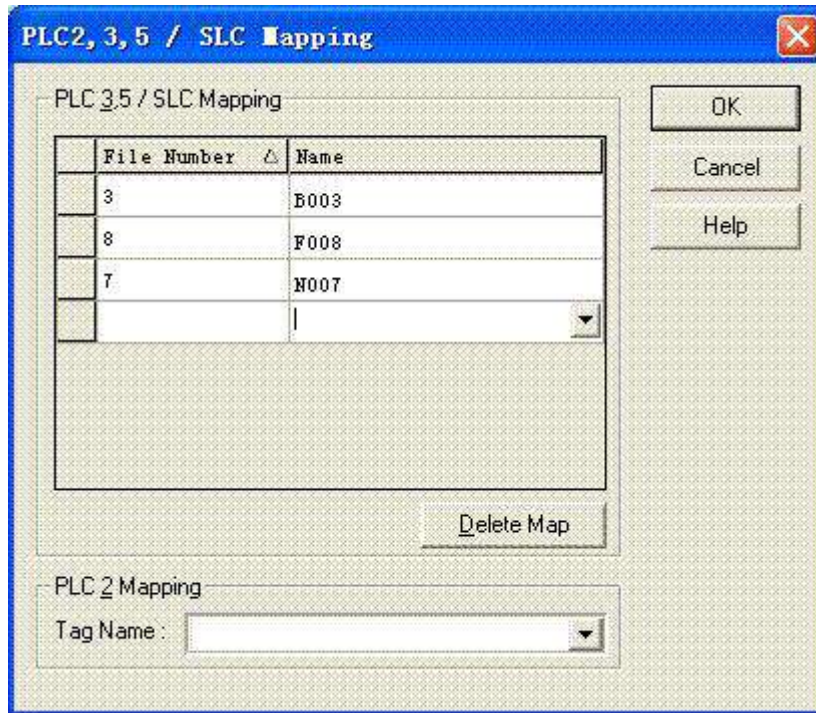 PLC2,3,5 / SLC Mapping
PLC 3,5 / SLC Mapping
File Number Name
3 B003
8 F008
7 N007
Delete Map
PLC 2 Mapping
Tag Name :
OK
Cancel
Help